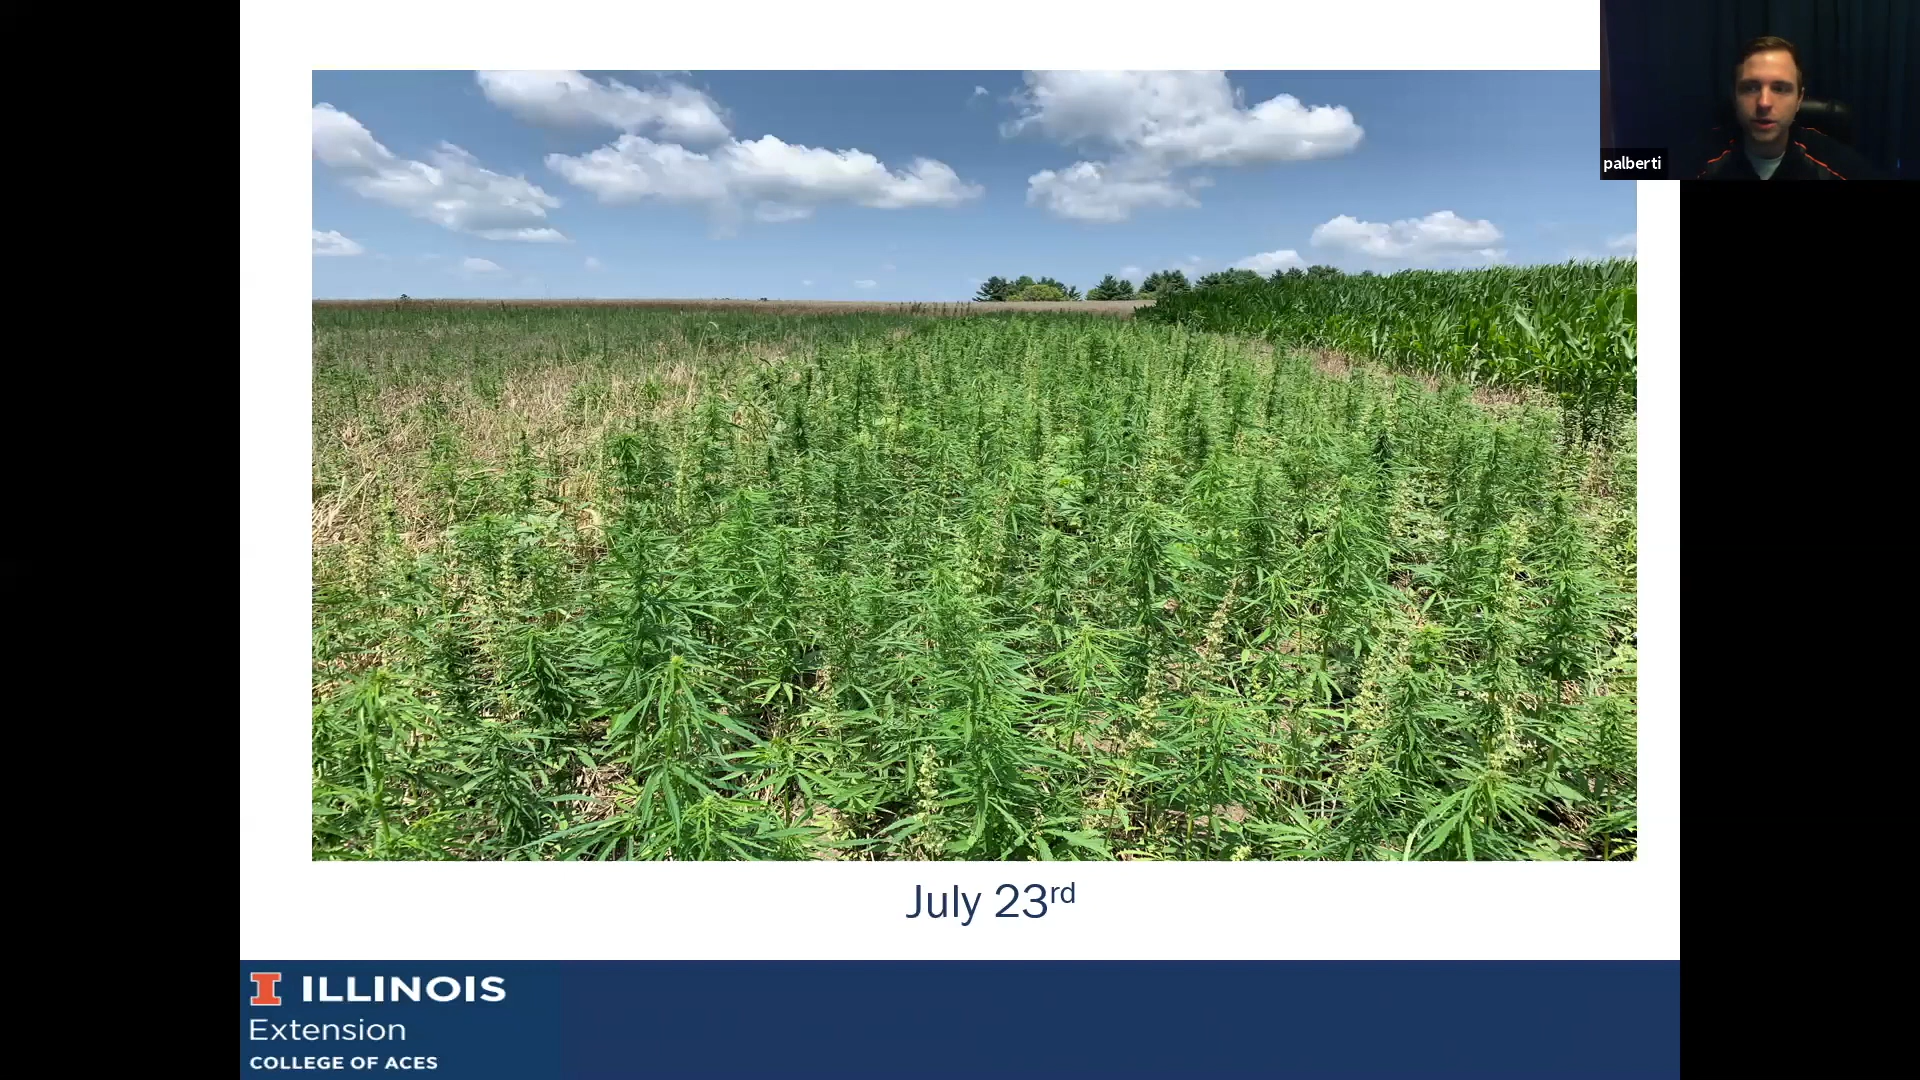 palberti
July 23rd
I ILLINOIS
Extension
COLLEGE OF ACES